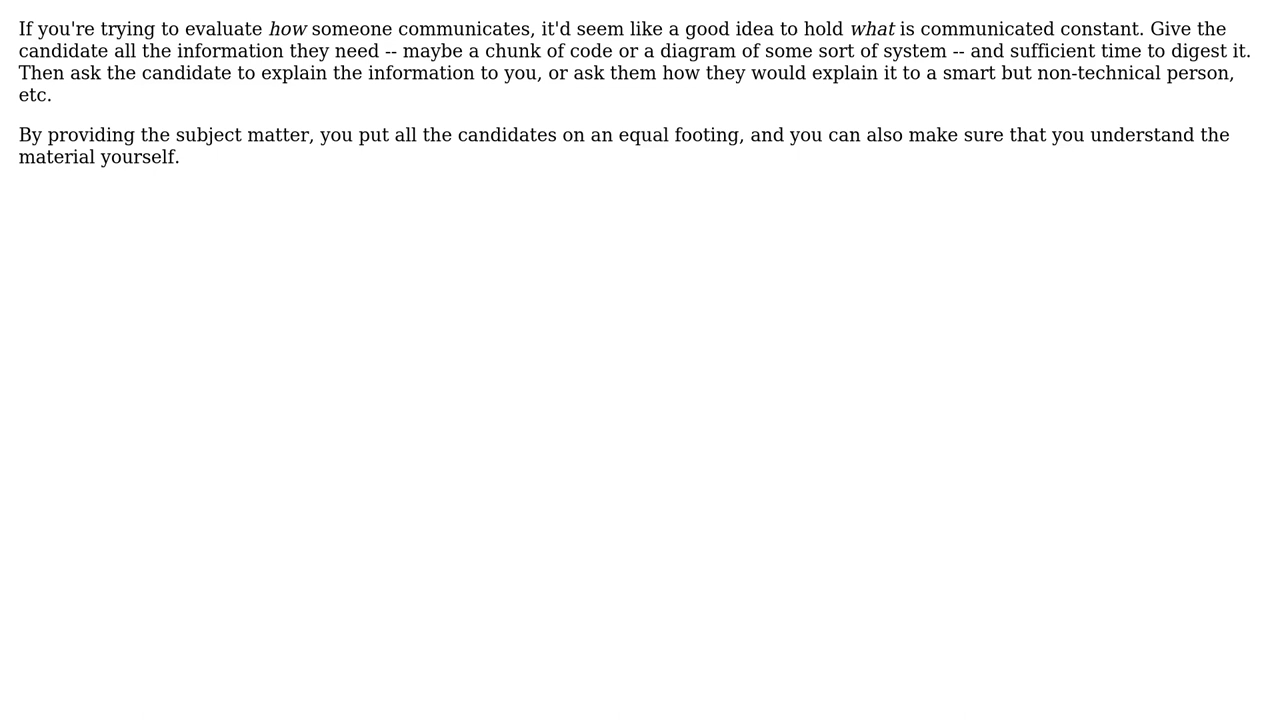 If you're trying to evaluate how someone communicates, it'd seem like a good idea to hold what is communicated constant. Give the
candidate all the information they need -- maybe a chunk of code or a diagram of some sort of system -- and sufficient time to digest it.
Then ask the candidate to explain the information to you, or ask them how they would explain it to a smart but non-technical person,
etc.
By providing the subject matter, you put all the candidates on an equal footing, and you can also make sure that you understand the
material yourself.